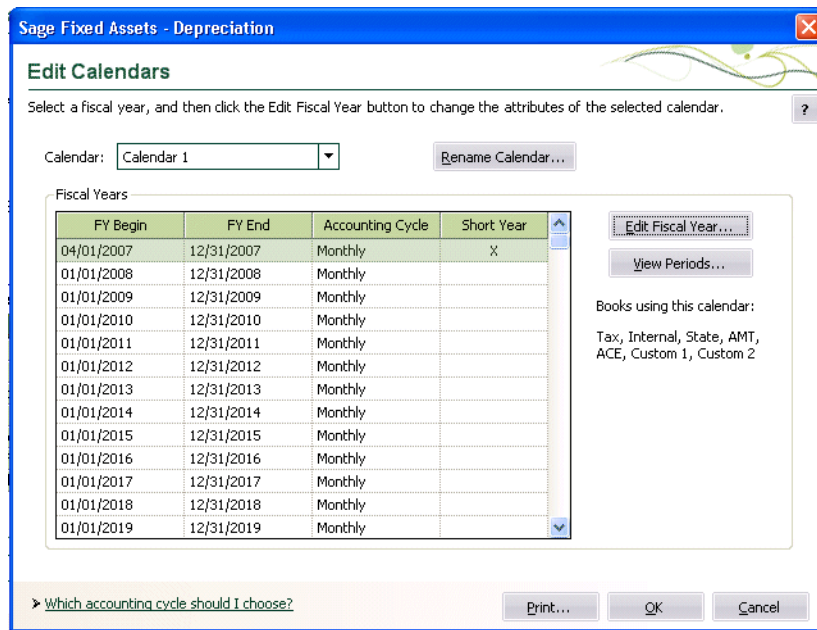 Sage Fixed Assets - Depreciation
Edit Calendars
Select a fiscal year, and then click the Edit Fiscal Year button to change the attributes of the selected calendar.
?
Calendar: Calendar 1 Rename Calendar...
Fiscal Years
FY Begin FY End Accounting Cycle Short Year
04/01/2007 12/31/2007 Monthly X
01/01/2008 12/31/2008 Monthly
01/01/2009 12/31/2009 Monthly
01/01/2010 12/31/2010 Monthly
01/01/2011 12/31/2011 Monthly
01/01/2012 12/31/2012 Monthly
01/01/2013 12/31/2013 Monthly
01/01/2014 12/31/2014 Monthly
01/01/2015 12/31/2015 Monthly
01/01/2016 12/31/2016 Monthly
01/01/2017 12/31/2017 Monthly
01/01/2018 12/31/2018 Monthly
01/01/2019 12/31/2019 Monthly
Edit Fiscal Year...
View Periods...
Books using this calendar:
Tax, Internal, State, AMT,
ACE, Custom 1, Custom 2
Which accounting cycle should I choose?
Print... OK Cancel